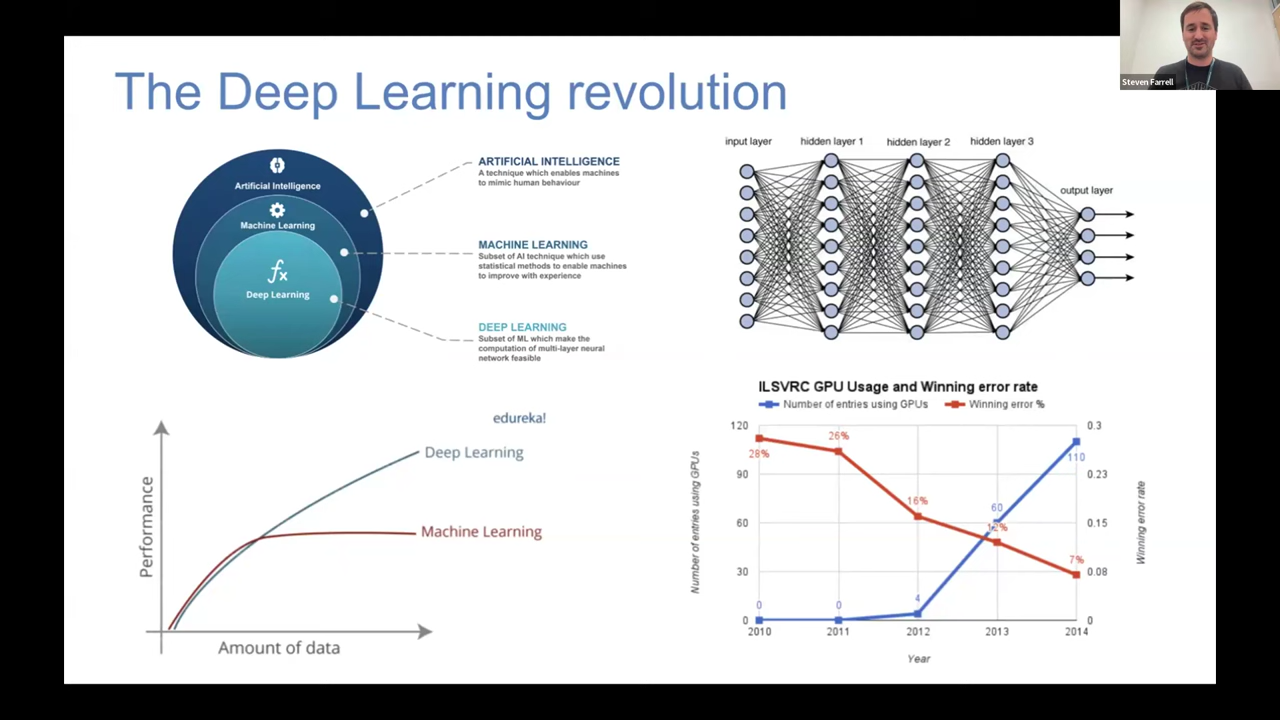 Steven Farrell
The Deep Learning revolution
Artificial Intelligence
Machine Learning
fx
Deep Learning
ARTIFICIAL INTELLIGENCE
A technique which enables machines
to mimic human behaviour
MACHINE LEARNING
Subset of AI technique which use
statistical methods to enable machines
to improve with experience
DEEP LEARNING
Subset of ML which make the
computation of multi-layer neural
network feasible
edureka!
input layer
hidden layer 1
hidden layer 2
hidden layer 3
output layer
Performance
Deep Learning
Machine Learning
Amount of data
ILSVRC GPU Usage and Winning error rate
Number of entries using GPUs
Winning error %
Number of entries using GPUs
120
90
60
30
0
28%
26%
16%
12%
7%
0
0
4
60
110
0.3
0.23
0.15
0.08
0
Winning error rate
2010
2011
2012
2013
2014
Year